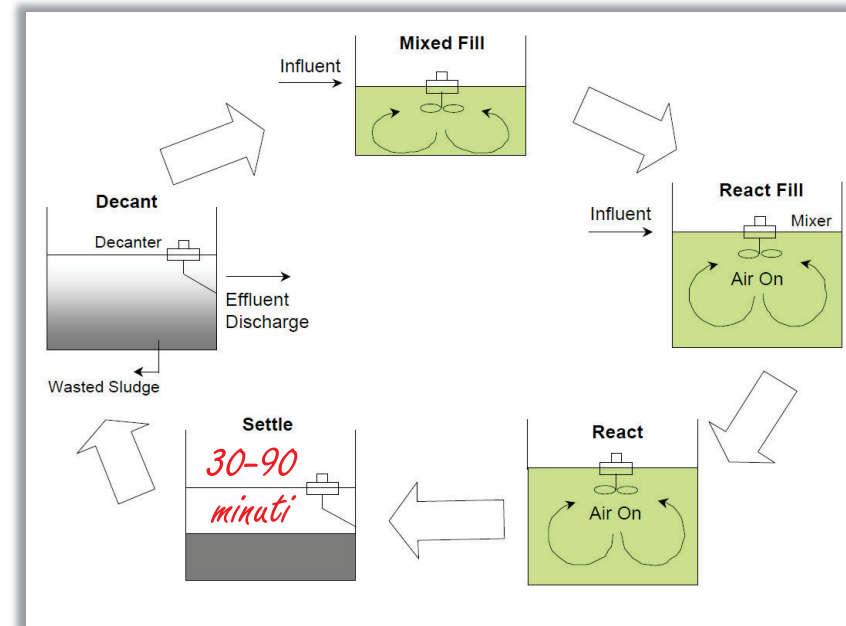 Mixed Fill
Influent
React Fill
Influent
Mixer
Air On
React
Air On
Settle
30-90
minuti
Decant
Decanter
Effluent
Discharge
Wasted Sludge